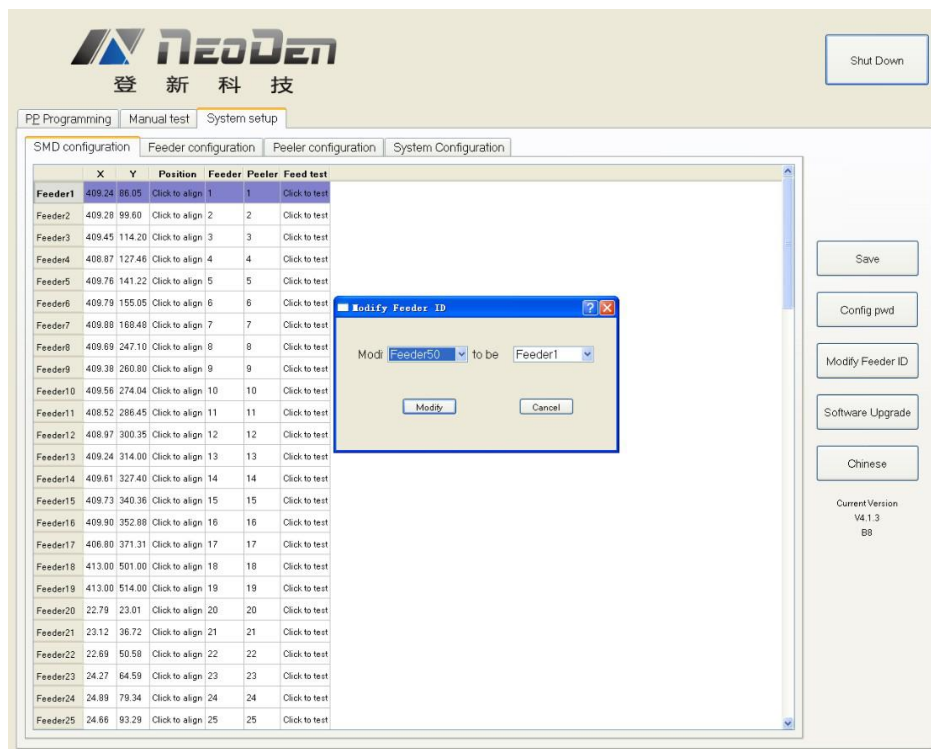 NEODEN
登新科技
Shut Down
PP Programming Manual test System setup
SMD configuration Feeder configuration Peeler configuration System Configuration
X Y Position Feeder Peeler Feed test
Feeder1 409.24 86.05 Click to align 1 1 Click to test
Feeder2 409.28 99.60 Click to align 2 2 Click to test
Feeder3 409.45 114.20 Click to align 3 3 Click to test
Feeder4 408.87 127.46 Click to align 4 4 Click to test
Feeder5 409.76 141.22 Click to align 5 5 Click to test
Feeder6 409.79 155.05 Click to align 6 6 Click to test
Feeder7 409.88 168.48 Click to align 7 7 Click to test
Feeder8 409.69 247.10 Click to align 8 8 Click to test
Feeder9 409.38 260.80 Click to align 9 9 Click to test
Feeder10 409.56 274.04 Click to align 10 10 Click to test
Feeder11 408.52 286.45 Click to align 11 11 Click to test
Feeder12 408.97 300.35 Click to align 12 12 Click to test
Feeder13 409.24 314.00 Click to align 13 13 Click to test
Feeder14 409.61 327.40 Click to align 14 14 Click to test
Feeder15 409.73 340.36 Click to align 15 15 Click to test
Feeder16 409.90 352.88 Click to align 16 16 Click to test
Feeder17 406.80 371.31 Click to align 17 17 Click to test
Feeder18 413.00 501.00 Click to align 18 18 Click to test
Feeder19 413.00 514.00 Click to align 19 19 Click to test
Feeder20 22.79 23.01 Click to align 20 20 Click to test
Feeder21 23.12 36.72 Click to align 21 21 Click to test
Feeder22 22.69 50.58 Click to align 22 22 Click to test
Feeder23 24.27 64.59 Click to align 23 23 Click to test
Feeder24 24.89 79.34 Click to align 24 24 Click to test
Feeder25 24.66 93.29 Click to align 25 25 Click to test
Modify Feeder ID
Modi Feeder50 to be Feeder1
Modify Cancel
Save
Config pwd
Modify Feeder ID
Software Upgrade
Chinese
Current Version
V4.1.3
B8